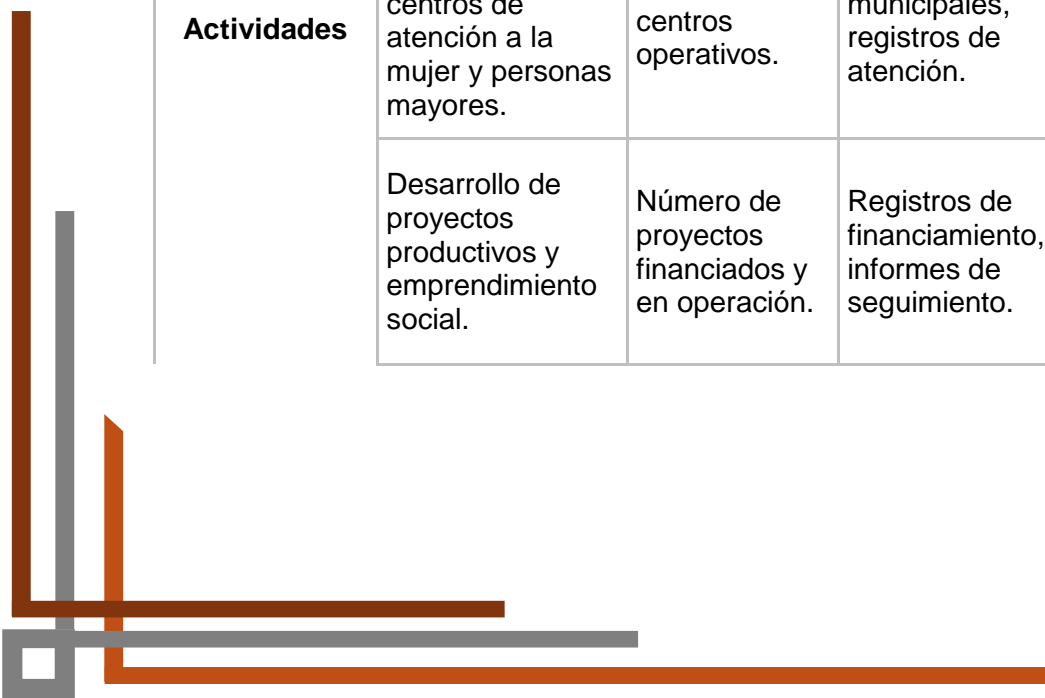 Actividades
centros de
atención a la
mujer y personas
mayores.
centros
operativos.
municipales,
registros de
atención.
Desarrollo de
proyectos
productivos y
emprendimiento
social.
Número de
proyectos
financiados y
en operación.
Registros de
financiamiento,
informes de
seguimiento.